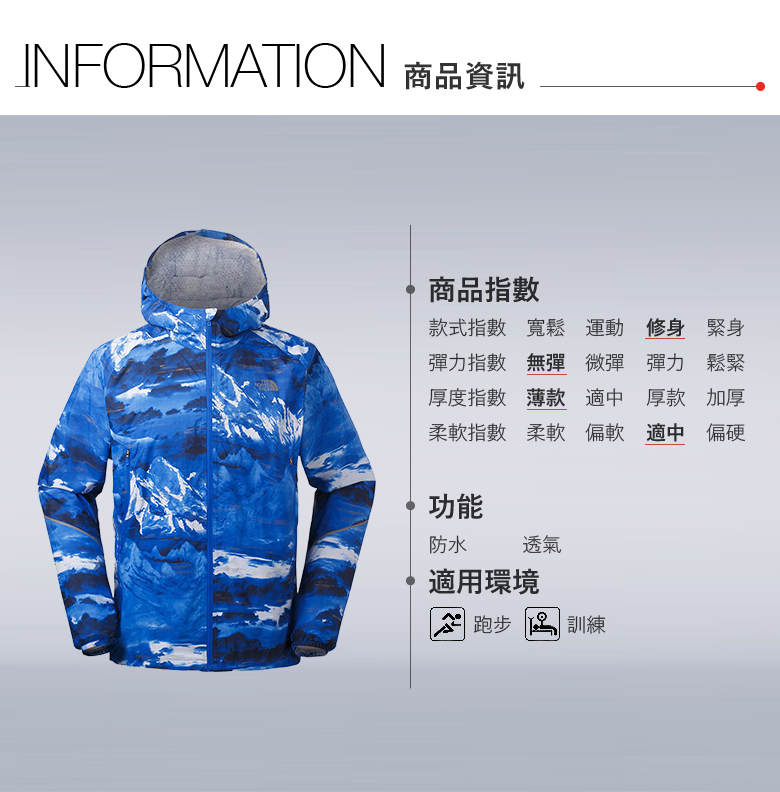 INFORMATION 商品資訊
商品指數
款式指數 寬鬆 運動 修身 緊身
彈力指數 無彈 微彈 彈力 鬆緊
厚度指數 薄款 適中 厚款 加厚
柔軟指數 柔軟 偏軟 適中 偏硬
功能
防水 透氣
適用環境
跑步 訓練